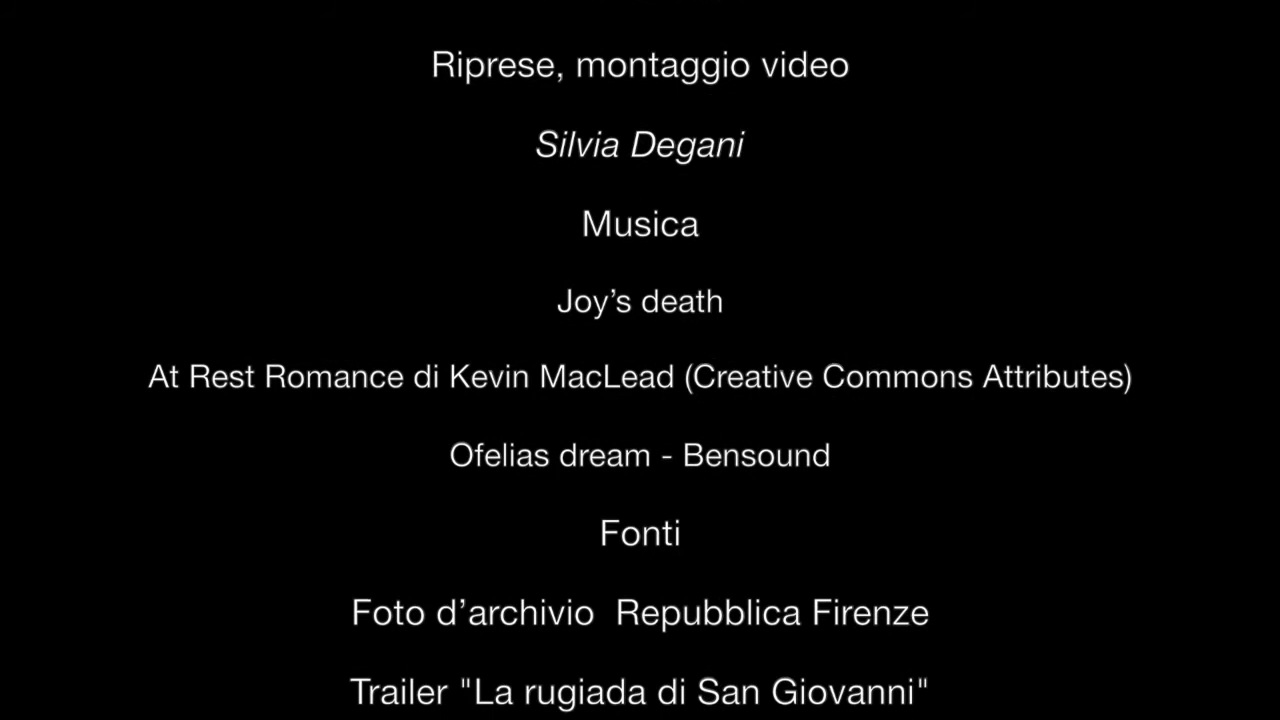 Riprese, montaggio video
Silvia Degani
Musica
Joy’s death
At Rest Romance di Kevin MacLead (Creative Commons Attributes)
Ofelias dream - Bensound
Fonti
Foto d’archivio  Repubblica Firenze
Trailer "La rugiada di San Giovanni"